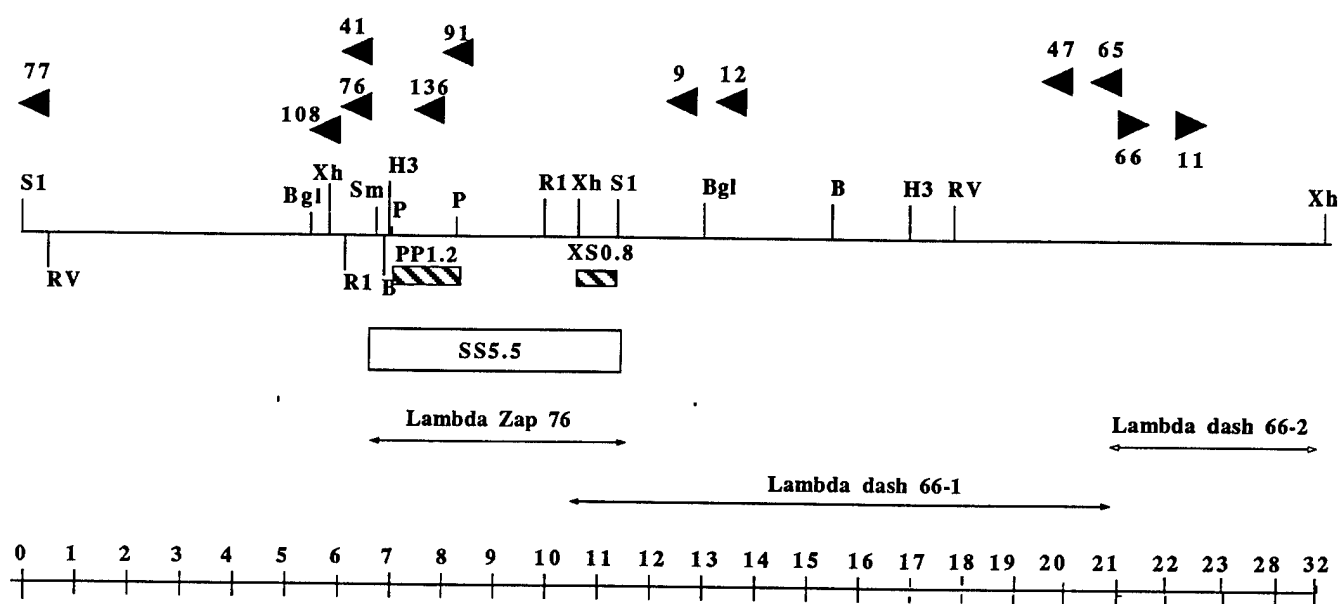 41 91 47 65
77 76 136 9 12
108
66 11
S1 Bgl Xh Sm H3 P P R1 Xh S1 Bgl B H3 RV Xh
RV R1 B PP1.2 XS0.8
SS5.5
Lambda Zap 76
Lambda dash 66-2
Lambda dash 66-1
0 1 2 3 4 5 6 7 8 9 10 11 12 13 14 15 16 17 18 19 20 21 22 23 28 32